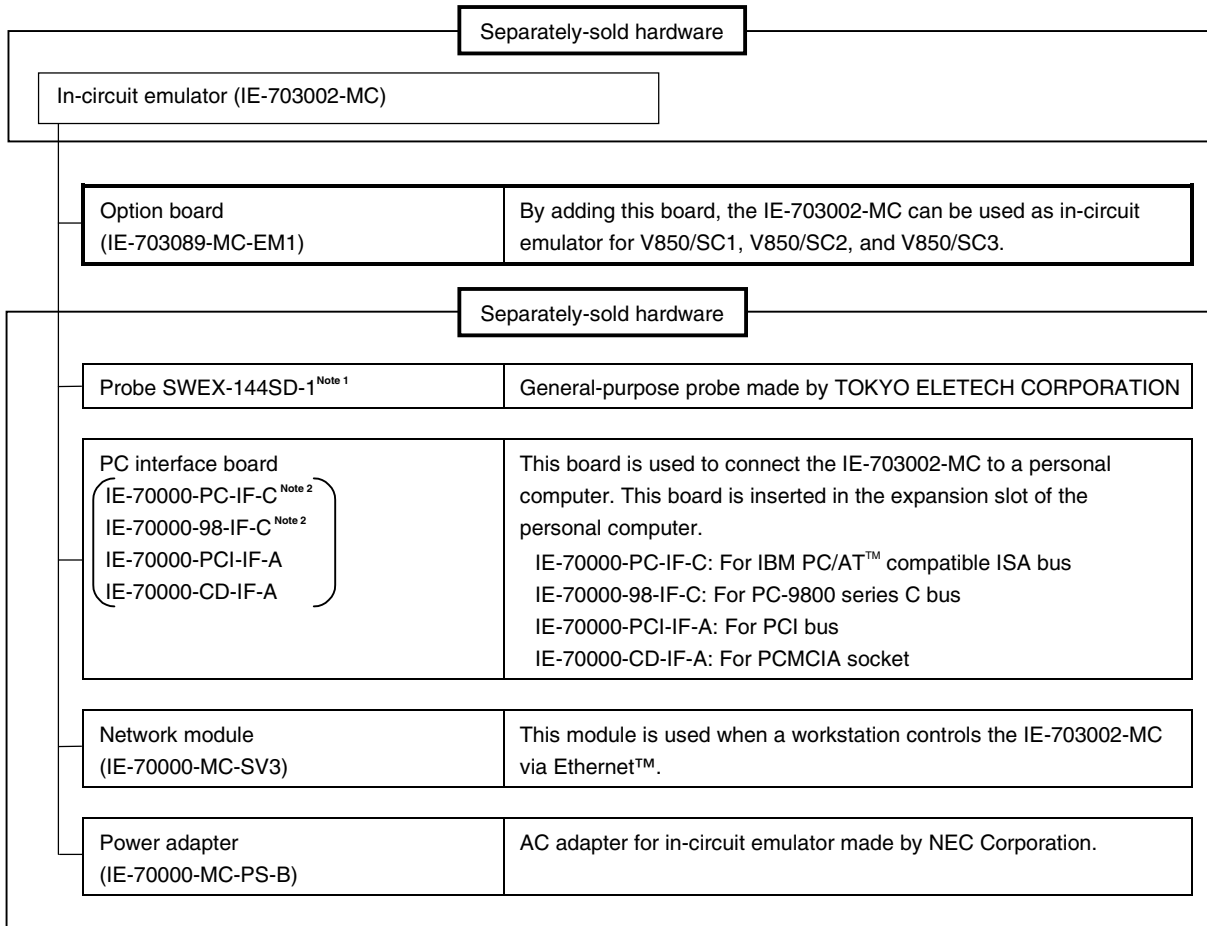 Separately-sold hardware
In-circuit emulator (IE-703002-MC)
Option board
(IE-703089-MC-EM1)
By adding this board, the IE-703002-MC can be used as in-circuit
emulator for V850/SC1, V850/SC2, and V850/SC3.
Separately-sold hardware
Probe SWEX-144SD-1 Note 1
General-purpose probe made by TOKYO ELETECH CORPORATION
PC interface board
IE-70000-PC-IF-C Note 2
IE-70000-98-IF-C Note 2
IE-70000-PCI-IF-A
IE-70000-CD-IF-A
This board is used to connect the IE-703002-MC to a personal
computer. This board is inserted in the expansion slot of the
personal computer.
IE-70000-PC-IF-C: For IBM PC/AT™ compatible ISA bus
IE-70000-98-IF-C: For PC-9800 series C bus
IE-70000-PCI-IF-A: For PCI bus
IE-70000-CD-IF-A: For PCMCIA socket
Network module
(IE-70000-MC-SV3)
This module is used when a workstation controls the IE-703002-MC
via Ethernet™.
Power adapter
(IE-70000-MC-PS-B)
AC adapter for in-circuit emulator made by NEC Corporation.